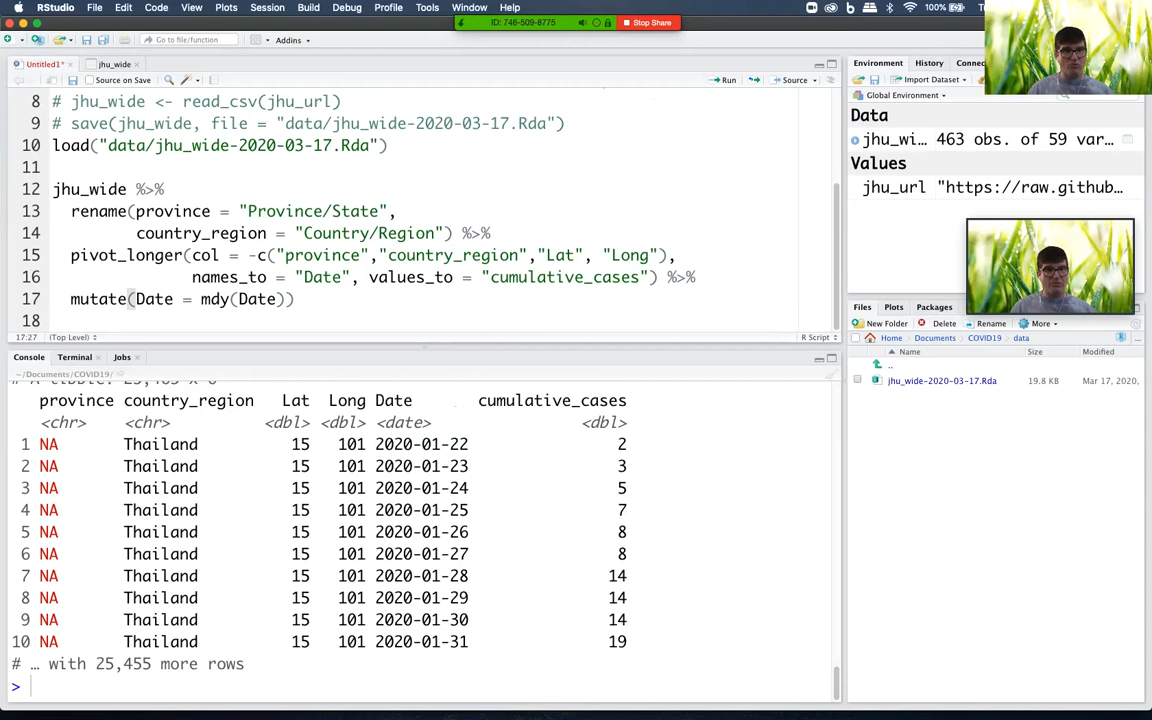 RStudio File Edit Code View Plots Session Build Debug Profile Tools Window Help
100%
ID: 746-509-8775 Stop Share
Go to file/function Addins
Untitled1* jhu_wide
Source on Save Run Source
8 # jhu_wide <- read_csv(jhu_url)
9 # save(jhu_wide, file = "data/jhu_wide-2020-03-17.Rda")
10 load("data/jhu_wide-2020-03-17.Rda")
11
12 jhu_wide %>%
13 rename(province = "Province/State",
14 country_region = "Country/Region") %>%
15 pivot_longer(col = -c("province","country_region","Lat", "Long"),
16 names_to = "Date", values_to = "cumulative_cases") %>%
17 mutate(Date = mdy(Date))
18
17:27 (Top Level) R Script
Console Terminal Jobs
~/Documents/COVID19/
province country_region Lat Long Date cumulative_cases
<chr> <chr> <dbl> <dbl> <date> <dbl>
1 NA Thailand 15 101 2020-01-22 2
2 NA Thailand 15 101 2020-01-23 3
3 NA Thailand 15 101 2020-01-24 5
4 NA Thailand 15 101 2020-01-25 7
5 NA Thailand 15 101 2020-01-26 8
6 NA Thailand 15 101 2020-01-27 8
7 NA Thailand 15 101 2020-01-28 14
8 NA Thailand 15 101 2020-01-29 14
9 NA Thailand 15 101 2020-01-30 14
10 NA Thailand 15 101 2020-01-31 19
# … with 25,455 more rows
>
Environment History Connec
Import Dataset
Global Environment
Data
jhu_wi… 463 obs. of 59 var…
Values
jhu_url "https://raw.github…
Files Plots Packages
New Folder Delete Rename More
Home Documents COVID19 data
Name Size Modified
..
jhu_wide-2020-03-17.Rda 19.8 KB Mar 17, 2020,